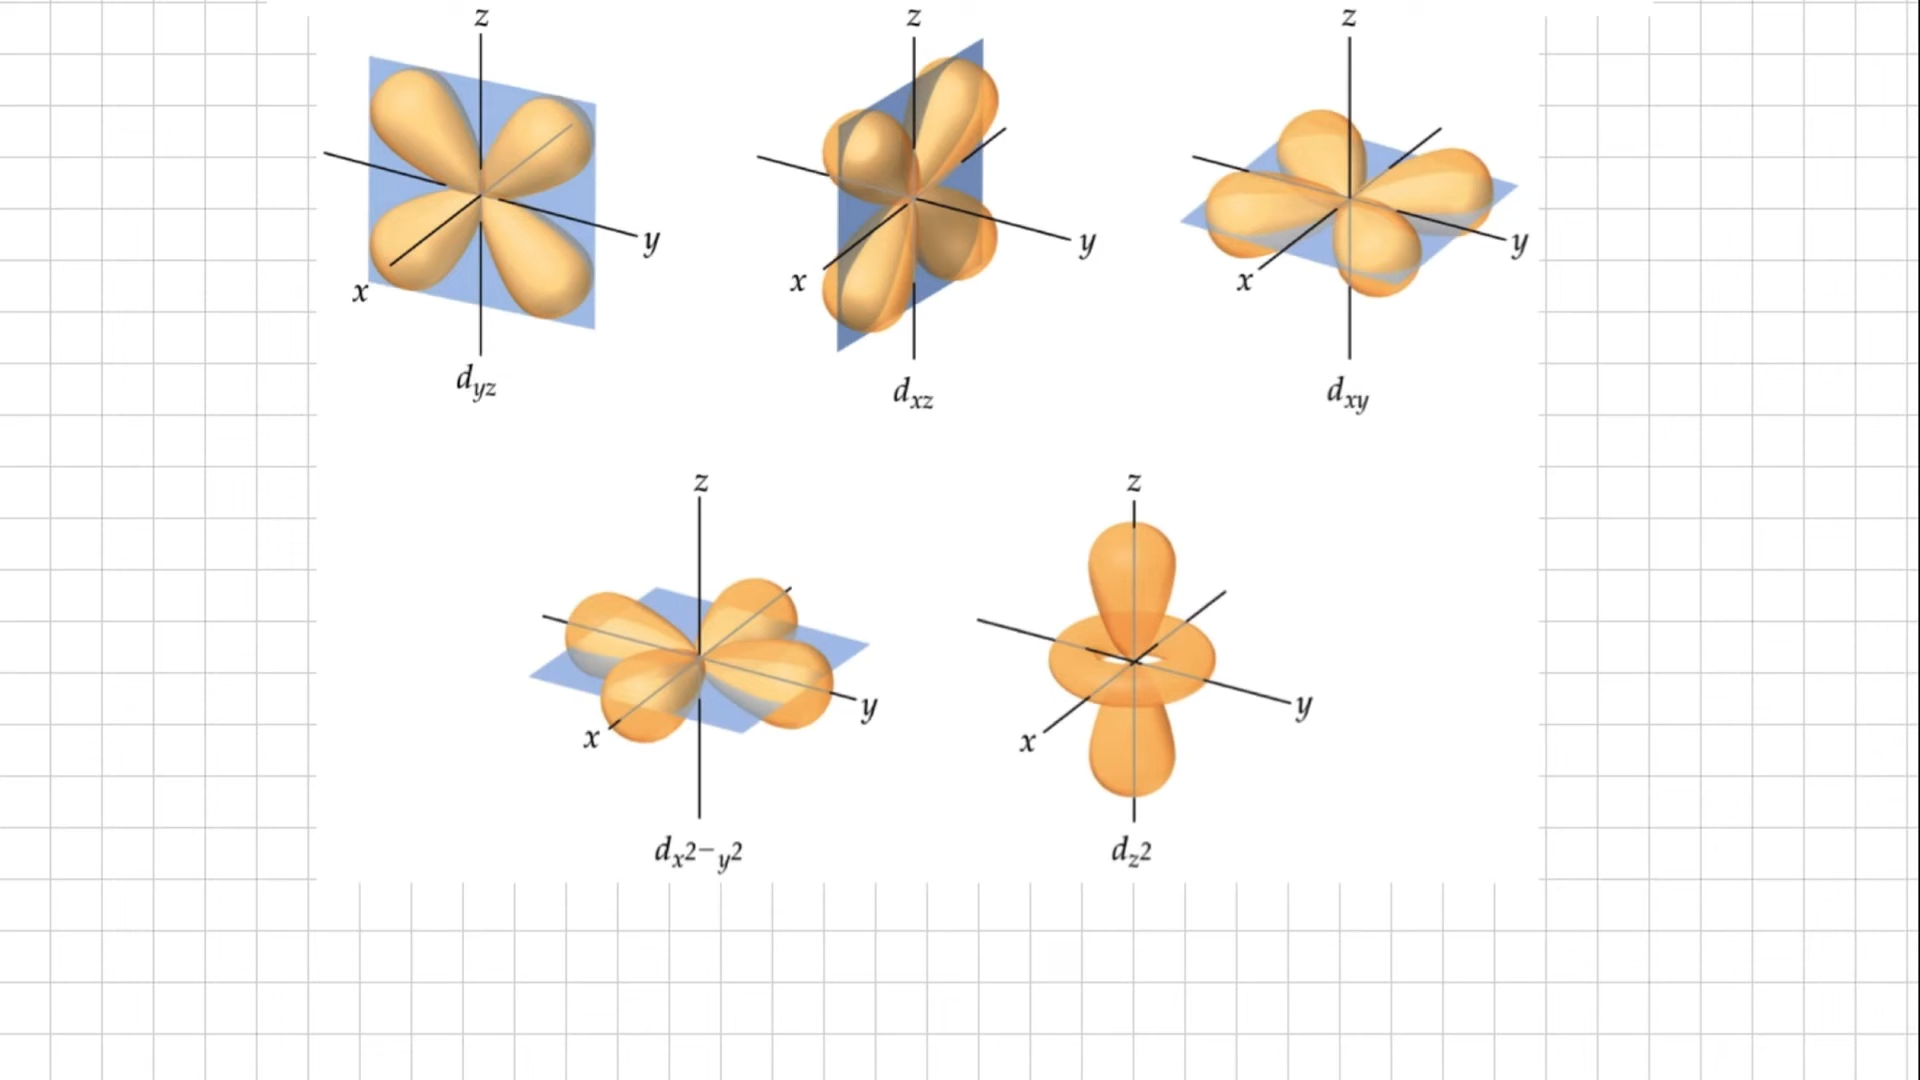 z z z
y y y
x x x
d_yz d_xz d_xy
z z
y y
x x
d_x2−y2 d_z2